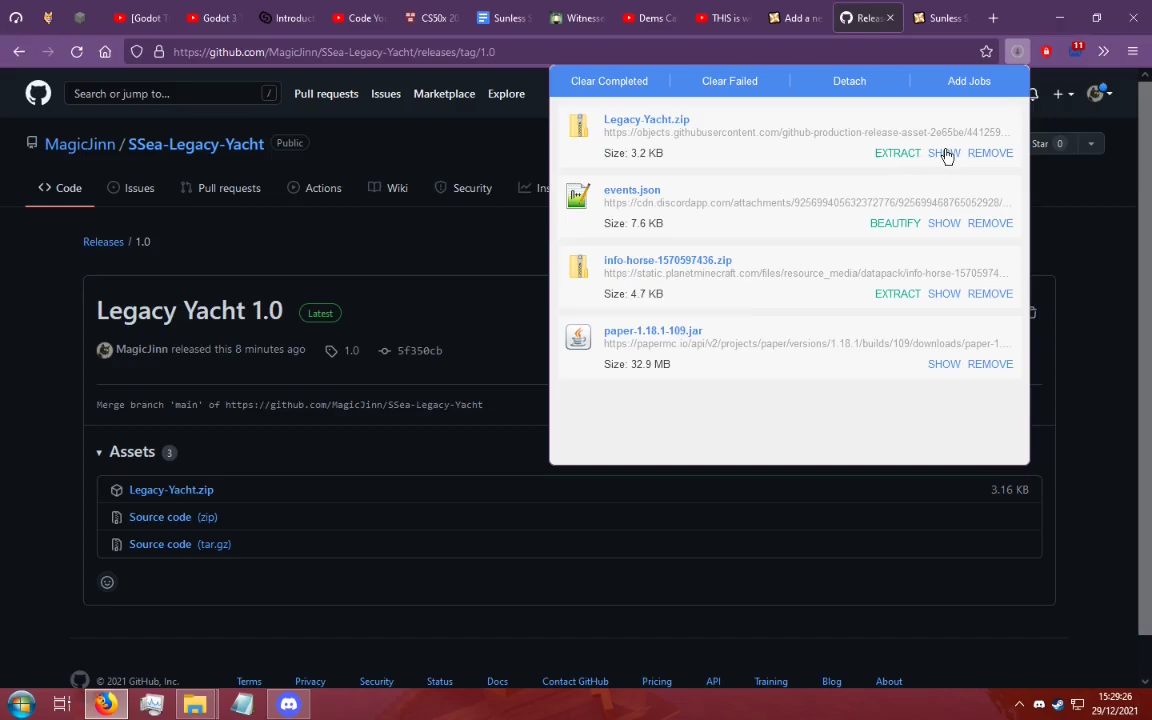 [Godot T
Godot 3
Introduc
Code Yo
CS50x 20
Sunless S
Witnesse
Dems Ca
THIS is w
Add a ne
Relea
Sunless S
https://github.com/MagicJinn/SSea-Legacy-Yacht/releases/tag/1.0
11
Clear Completed
Clear Failed
Detach
Add Jobs
Search or jump to...
/
Pull requests
Issues
Marketplace
Explore
MagicJinn / SSea-Legacy-Yacht
Public
Star 0
Code
Issues
Pull requests
Actions
Wiki
Security
Ins
Legacy-Yacht.zip
https://objects.githubusercontent.com/github-production-release-asset-2e65be/441259...
Size: 3.2 KB
EXTRACT SHOW REMOVE
events.json
https://cdn.discordapp.com/attachments/925699405632372776/925699468765052928/...
Size: 7.6 KB
BEAUTIFY SHOW REMOVE
info-horse-1570597436.zip
https://static.planetminecraft.com/files/resource_media/datapack/info-horse-15705974...
Size: 4.7 KB
EXTRACT SHOW REMOVE
paper-1.18.1-109.jar
https://papermc.io/api/v2/projects/paper/versions/1.18.1/builds/109/downloads/paper-1....
Size: 32.9 MB
SHOW REMOVE
Releases / 1.0
Legacy Yacht 1.0
Latest
MagicJinn released this 8 minutes ago
1.0
5f350cb
Merge branch 'main' of https://github.com/MagicJinn/SSea-Legacy-Yacht
Assets 3
Legacy-Yacht.zip
3.16 KB
Source code (zip)
Source code (tar.gz)
© 2021 GitHub, Inc.
Terms
Privacy
Security
Status
Docs
Contact GitHub
Pricing
API
Training
Blog
About
15:29:26
29/12/2021